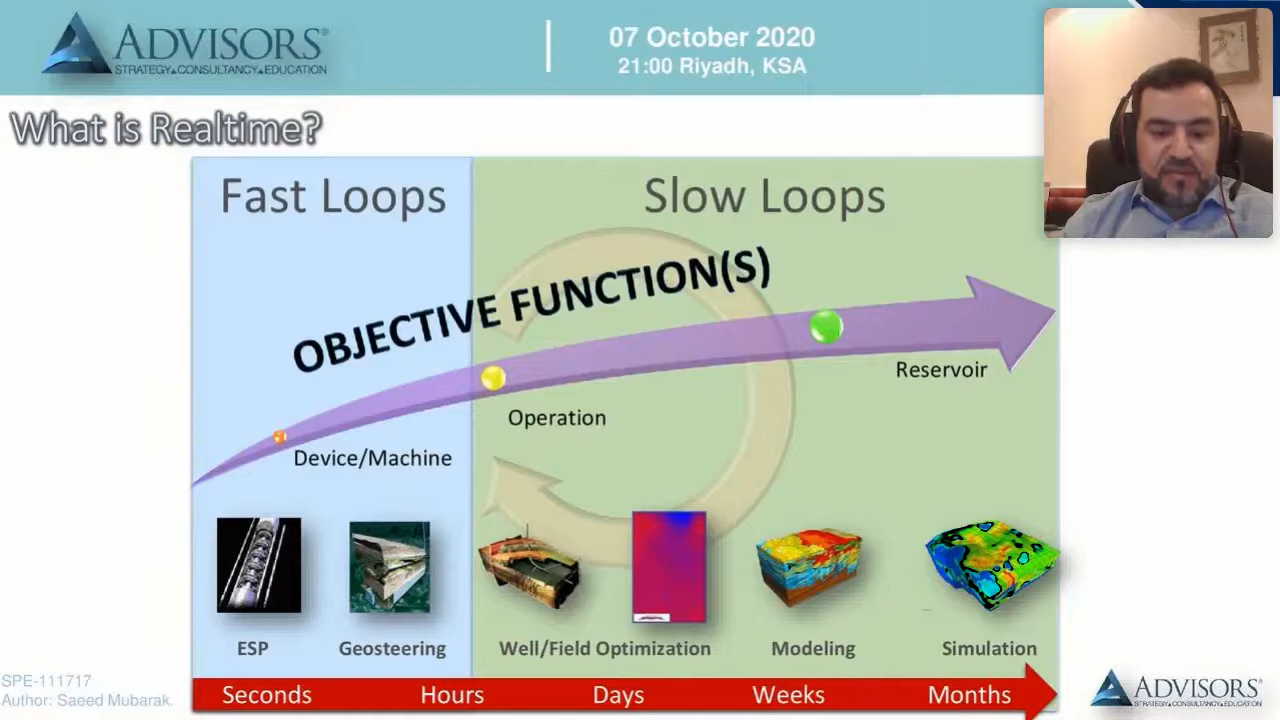 ADVISORS®
STRATEGY▲CONSULTANCY▲EDUCATION
07 October 2020
21:00 Riyadh, KSA
What is Realtime?
Fast Loops
Slow Loops
OBJECTIVE FUNCTION(S)
Reservoir
Operation
Device/Machine
ESP
Geosteering
Well/Field Optimization
Modeling
Simulation
Seconds
Hours
Days
Weeks
Months
SPE-111717
Author: Saeed Mubarak.
ADVISORS®
STRATEGY▲CONSULTANCY▲EDUCATION